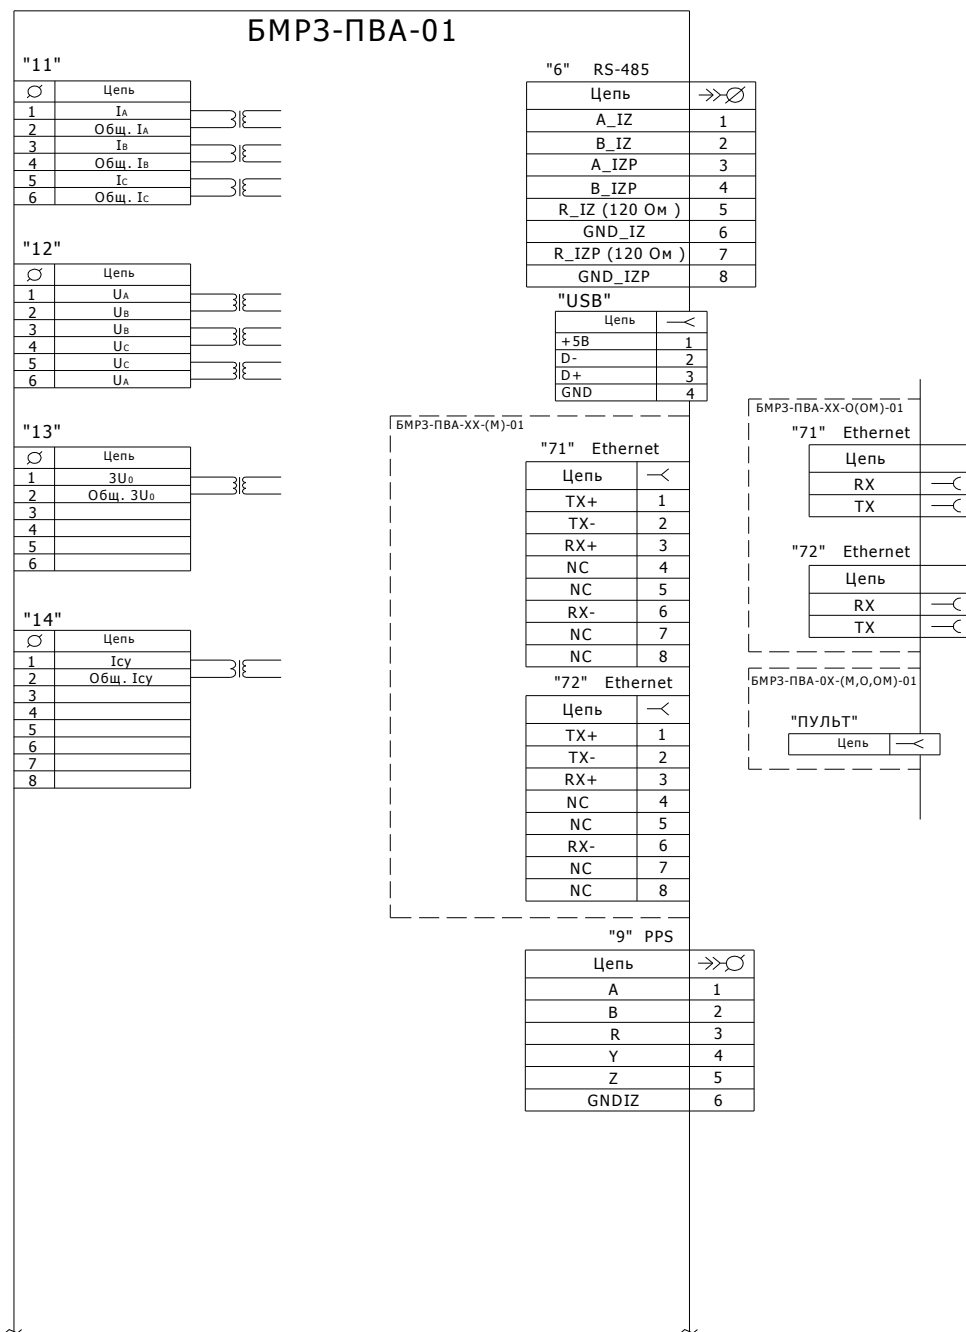 БМРЗ-ПВА-01
"11"
Цепь
1 IA
2 Общ. IA
3 IB
4 Общ. IB
5 IC
6 Общ. IC
"12"
Цепь
1 UA
2 UB
3 UB
4 UC
5 UC
6 UA
"13"
Цепь
1 3U0
2 Общ. 3U0
3
4
5
6
"14"
Цепь
1 Iсу
2 Общ. Iсу
3
4
5
6
7
8
"6" RS-485
Цепь
A_IZ 1
B_IZ 2
A_IZP 3
B_IZP 4
R_IZ (120 Ом ) 5
GND_IZ 6
R_IZP (120 Ом ) 7
GND_IZP 8
"USB"
Цепь
+5В 1
D- 2
D+ 3
GND 4
БМРЗ-ПВА-ХХ-(М)-01
"71" Ethernet
Цепь
TX+ 1
TX- 2
RX+ 3
NC 4
NC 5
RX- 6
NC 7
NC 8
"72" Ethernet
Цепь
TX+ 1
TX- 2
RX+ 3
NC 4
NC 5
RX- 6
NC 7
NC 8
"9" PPS
Цепь
A 1
B 2
R 3
Y 4
Z 5
GNDIZ 6
БМРЗ-ПВА-ХХ-О(ОМ)-01
"71" Ethernet
Цепь
RX
TX
"72" Ethernet
Цепь
RX
TX
БМРЗ-ПВА-0Х-(М,О,ОМ)-01
"ПУЛЬТ"
Цепь